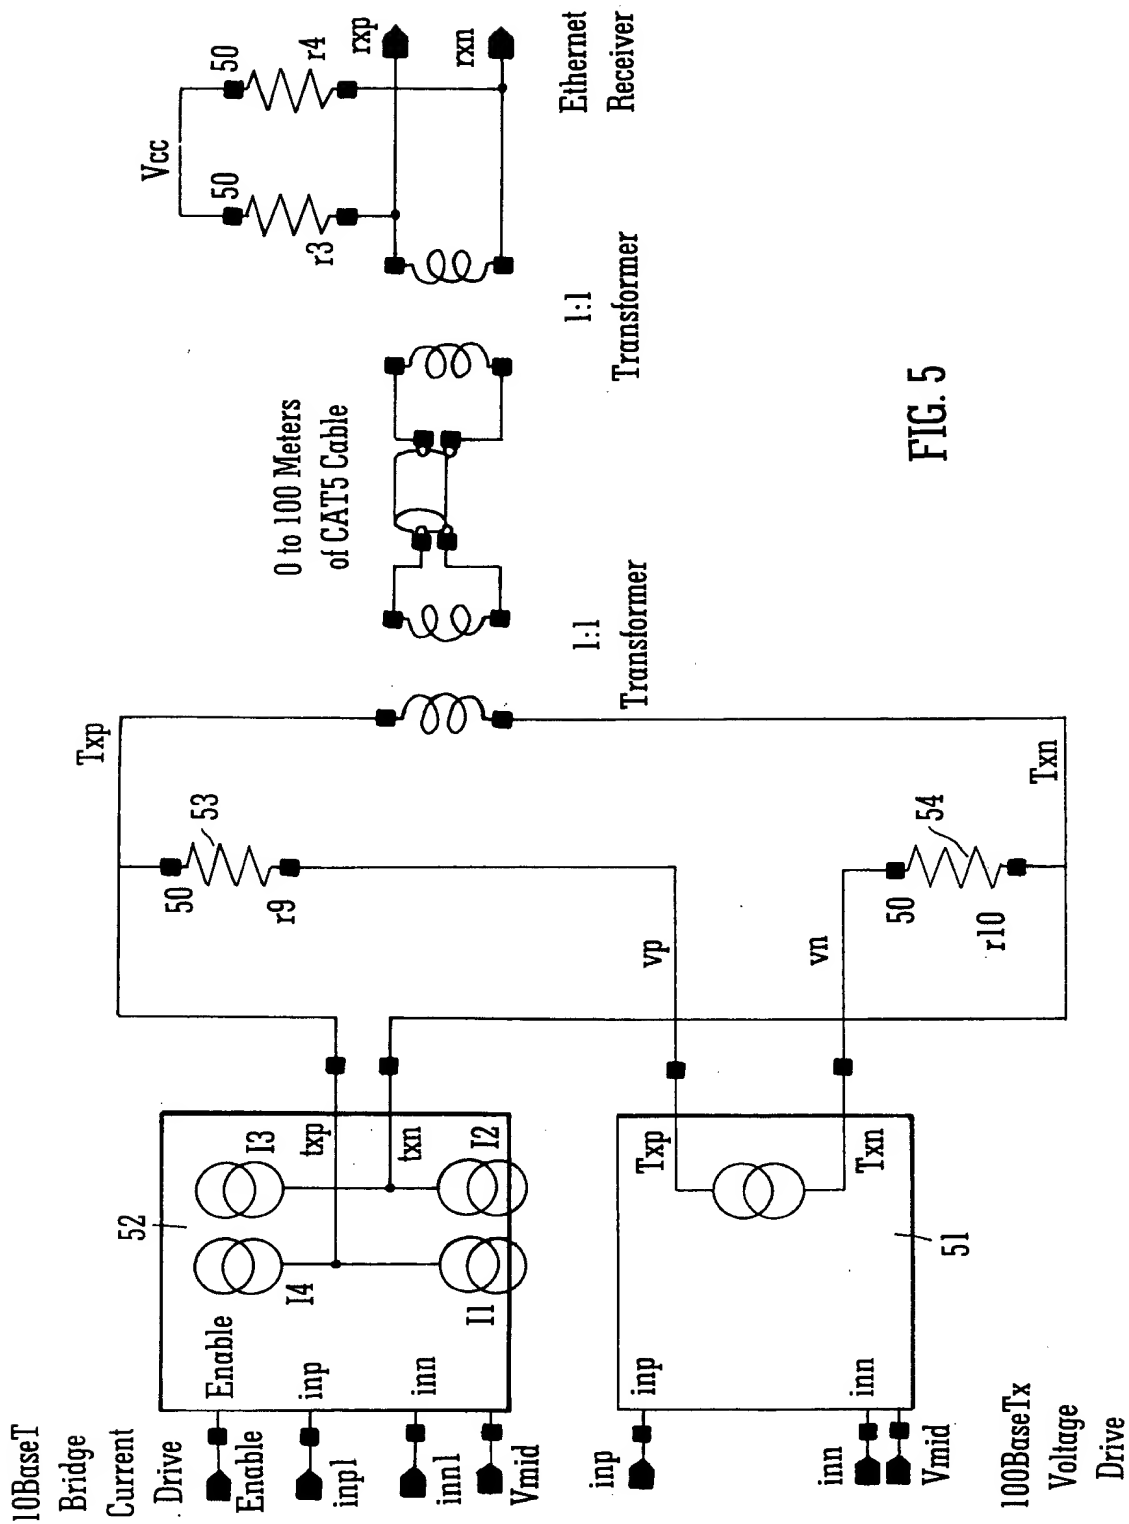 10BaseT
Bridge
Current
Drive
Enable
inp1
inn1
Vmid
Enable
inp
inn
52
I4
I3
I1
I2
txp
txn
Txp
50
53
r9
1:1
Transformer
0 to 100 Meters
of CAT5 Cable
1:1
Transformer
Vcc
50
r3
50
r4
rxp
rxn
Ethernet
Receiver
inp
inn
Vmid
inp
inn
Txp
Txn
51
vp
vn
50
54
r10
Txn
100BaseTx
Voltage
Drive
FIG. 5